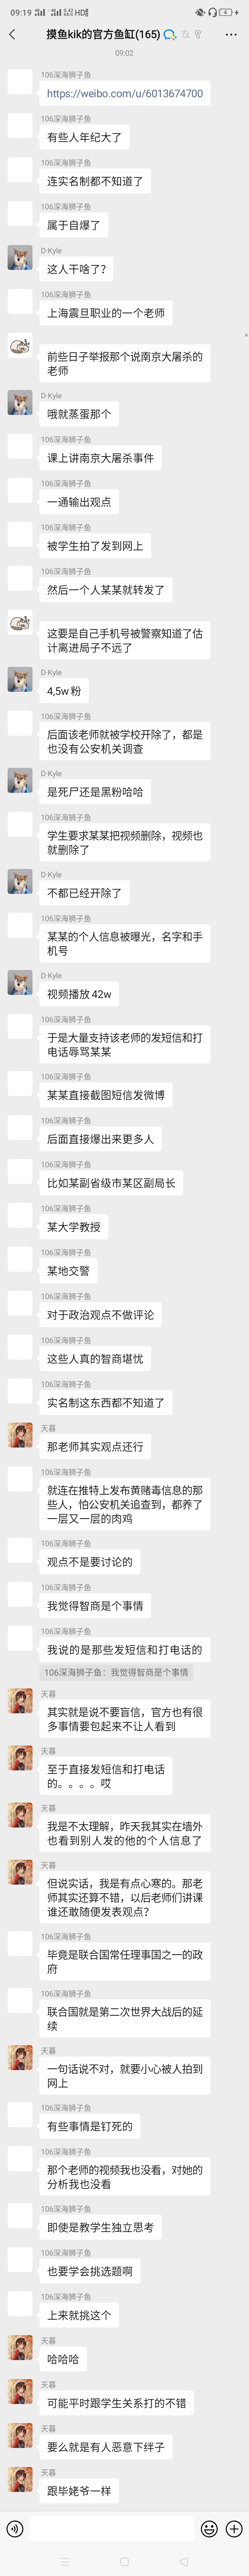 09:19
HD
4
摸鱼kik的官方鱼缸(165)
09:02
106深海狮子鱼
https://weibo.com/u/6013674700
106深海狮子鱼
有些人年纪大了
106深海狮子鱼
连实名制都不知道了
106深海狮子鱼
属于自爆了
D·Kyle
这人干啥了?
106深海狮子鱼
上海震旦职业的一个老师
前些日子举报那个说南京大屠杀的
老师
D·Kyle
哦就蒸蛋那个
106深海狮子鱼
课上讲南京大屠杀事件
106深海狮子鱼
一通输出观点
106深海狮子鱼
被学生拍了发到网上
106深海狮子鱼
然后一个人某某就转发了
这要是自己手机号被警察知道了估
计离进局子不远了
D·Kyle
4,5w 粉
106深海狮子鱼
后面该老师就被学校开除了，都是
也没有公安机关调查
D·Kyle
是死尸还是黑粉哈哈
106深海狮子鱼
学生要求某某把视频删除，视频也
就删除了
D·Kyle
不都已经开除了
106深海狮子鱼
某某的个人信息被曝光，名字和手
机号
D·Kyle
视频播放 42w
106深海狮子鱼
于是大量支持该老师的发短信和打
电话辱骂某某
106深海狮子鱼
某某直接截图短信发微博
106深海狮子鱼
后面直接爆出来更多人
106深海狮子鱼
比如某副省级市某区副局长
106深海狮子鱼
某大学教授
106深海狮子鱼
某地交警
106深海狮子鱼
对于政治观点不做评论
106深海狮子鱼
这些人真的智商堪忧
106深海狮子鱼
实名制这东西都不知道了
天暮
那老师其实观点还行
106深海狮子鱼
就连在推特上发布黄赌毒信息的那
些人，怕公安机关追查到，都养了
一层又一层的肉鸡
106深海狮子鱼
观点不是要讨论的
106深海狮子鱼
我觉得智商是个事情
106深海狮子鱼
我说的是那些发短信和打电话的
106深海狮子鱼：我觉得智商是个事情
天暮
其实就是说不要盲信，官方也有很
多事情要包起来不让人看到
天暮
至于直接发短信和打电话
的。。。。哎
天暮
我是不太理解，昨天我其实在墙外
也看到别人发的他的个人信息了
天暮
但说实话，我是有点心寒的。那老
师其实还算不错，以后老师们讲课
谁还敢随便发表观点？
106深海狮子鱼
毕竟是联合国常任理事国之一的政
府
106深海狮子鱼
联合国就是第二次世界大战后的延
续
天暮
一句话说不对，就要小心被人拍到
网上
106深海狮子鱼
有些事情是钉死的
106深海狮子鱼
那个老师的视频我也没看，对她的
分析我也没看
106深海狮子鱼
即使是教学生独立思考
106深海狮子鱼
也要学会挑选题啊
106深海狮子鱼
上来就挑这个
天暮
哈哈哈
天暮
可能平时跟学生关系打的不错
天暮
要么就是有人恶意下绊子
天暮
跟毕姥爷一样